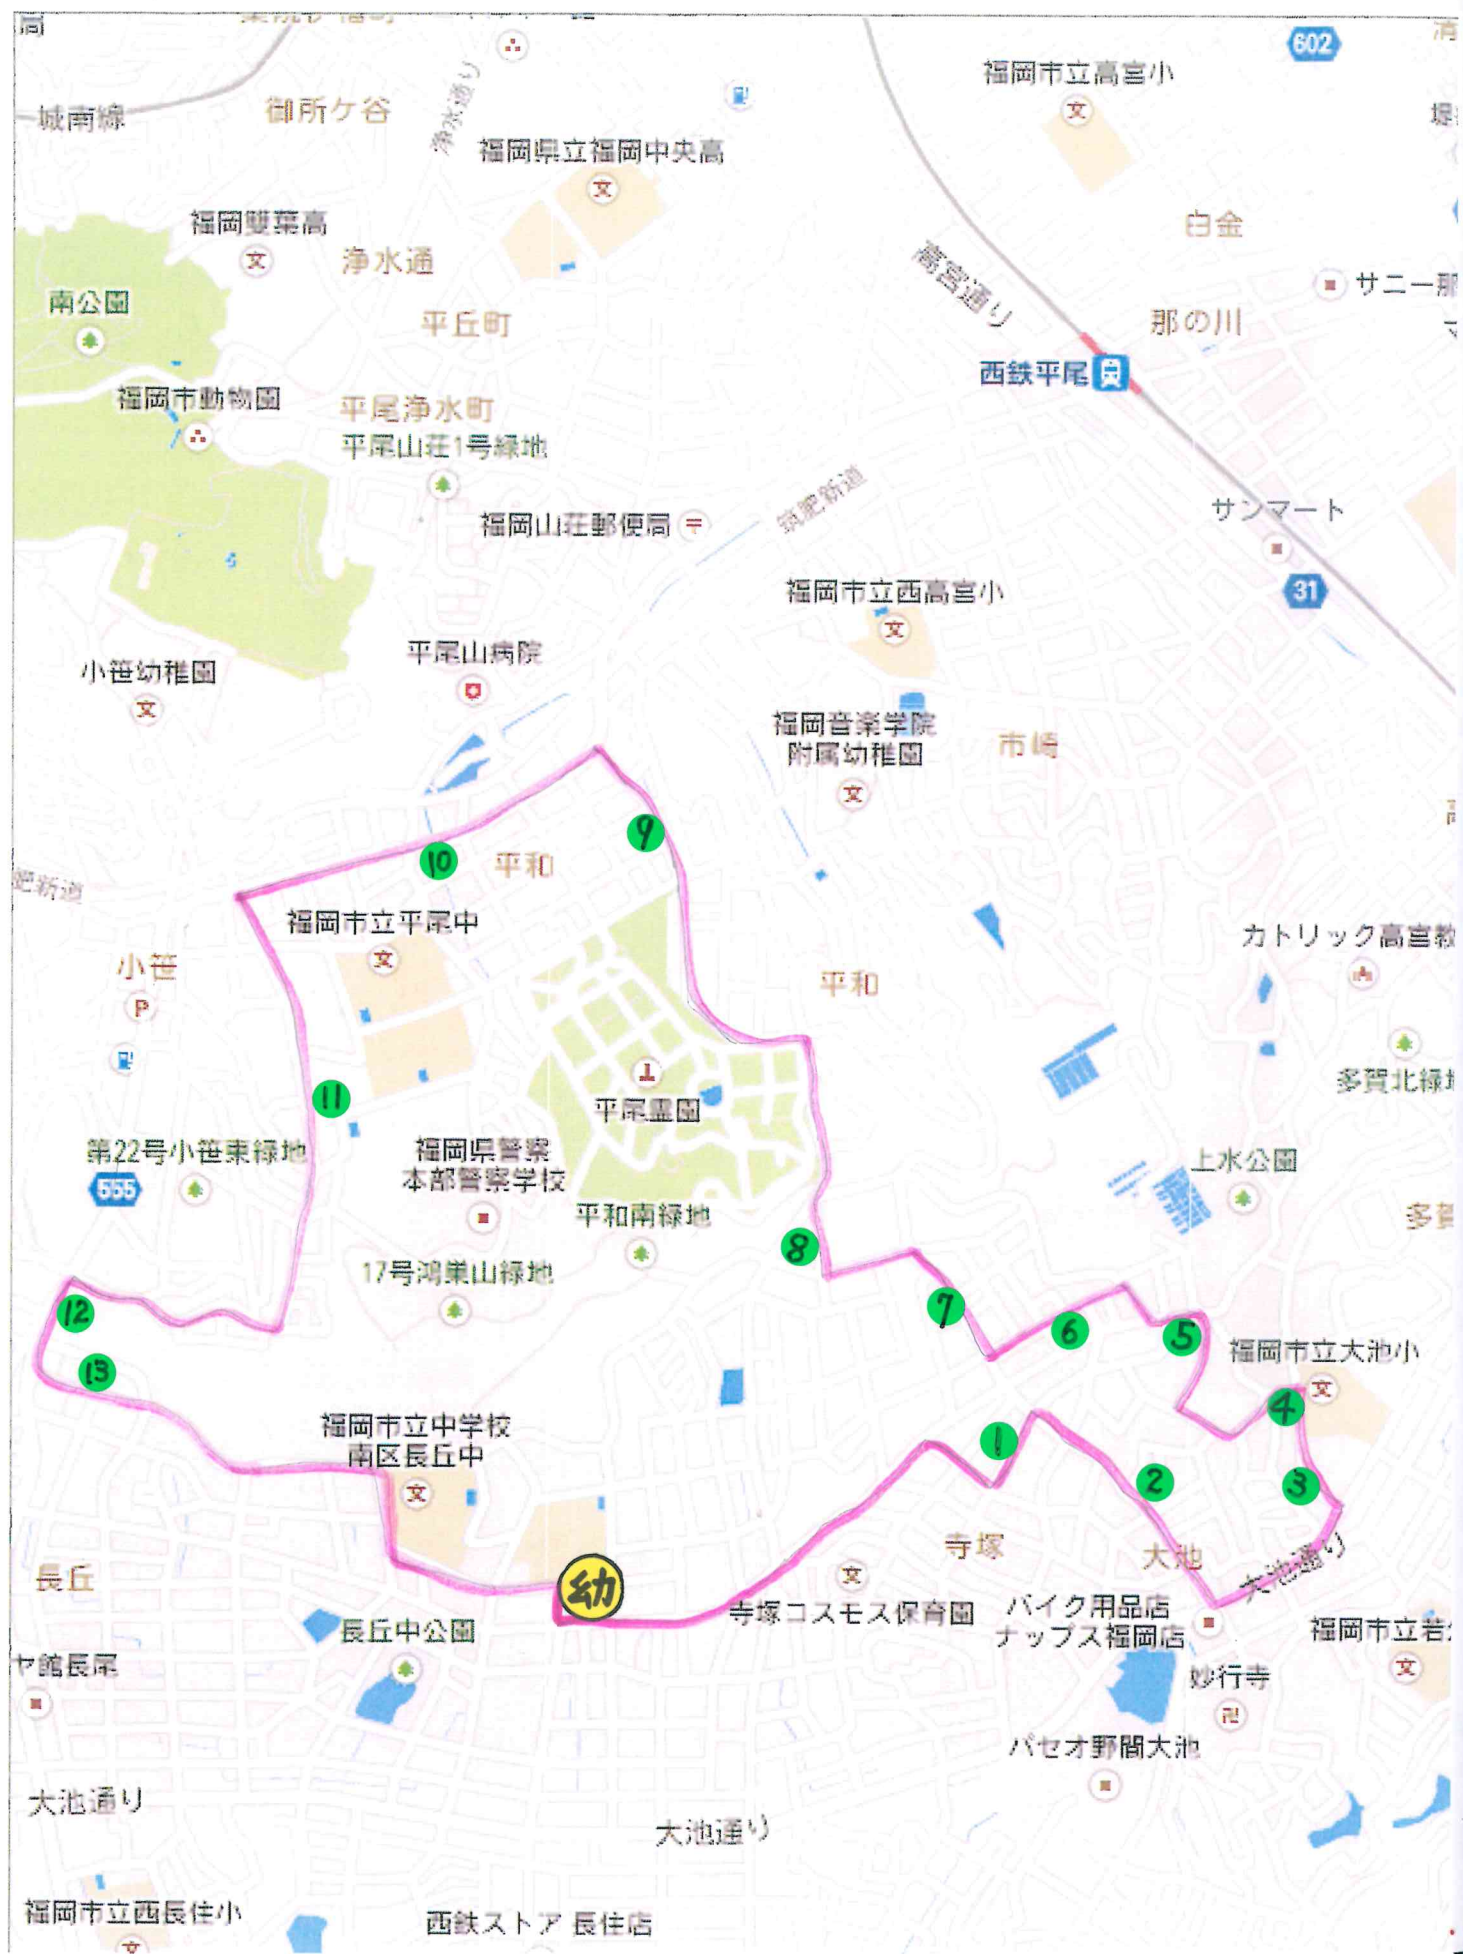 602
福岡市立高宮小
城南線
御所ケ谷
浄水通り
福岡県立福岡中央高
福岡雙葉高
浄水通
白金
高宮通り
サニー那
南公園
平丘町
那の川
西鉄平尾
福岡市動物園
平尾浄水町
平尾山荘1号緑地
筑肥新道
福岡山荘郵便局
サンマート
福岡市立西高宮小
31
平尾山病院
小笹幼稚園
福岡音楽学院
附属幼稚園
市崎
9
10
平和
肥新道
福岡市立平尾中
カトリック高宮教
小笹
平和
P
平尾霊園
多賀北緑地
11
第22号小笹東緑地
555
福岡県警察
本部警察学校
上水公園
平和南緑地
多賀
8
17号鴻巣山緑地
12
7
6
5
福岡市立大池小
13
4
福岡市立中学校
南区長丘中
1
2
3
寺塚
大池
大池通り
長丘
幼
寺塚コスモス保育園
バイク用品店
ナップス福岡店
福岡市立若
長丘中公園
ヤ館長尾
妙行寺
パセオ野間大池
大池通り
大池通り
福岡市立西長住小
西鉄ストア 長住店